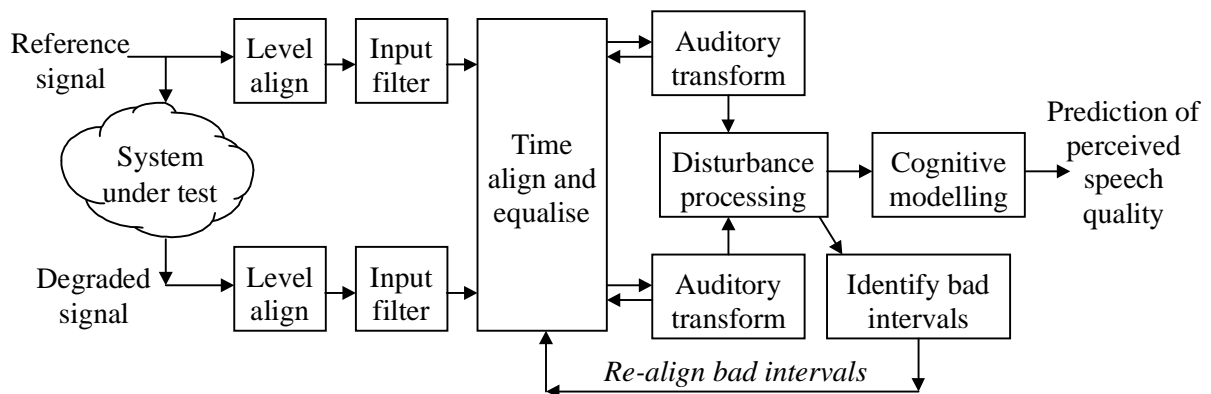 Reference
signal
Level
align
Input
filter
Time
align and
equalise
Auditory
transform
System
under test
Disturbance
processing
Cognitive
modelling
Prediction of
perceived
speech
quality
Degraded
signal
Level
align
Input
filter
Auditory
transform
Identify bad
intervals
Re-align bad intervals